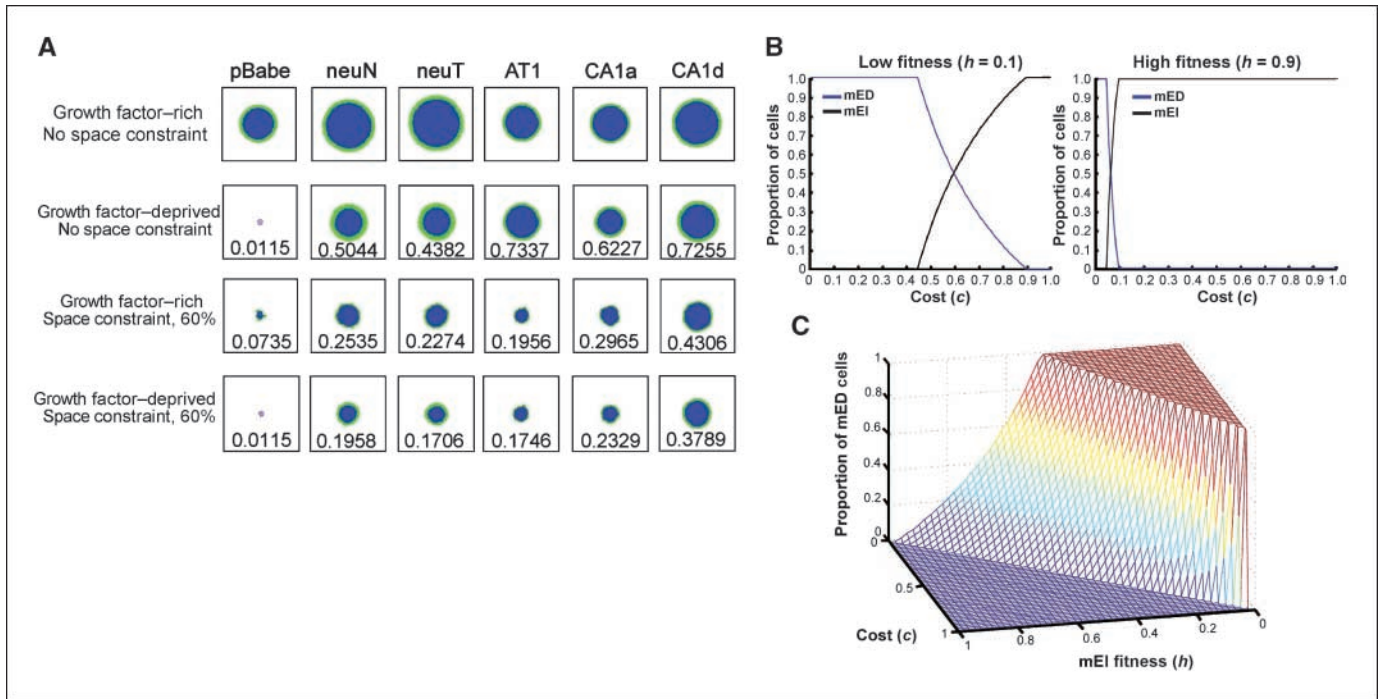 A
pBabe neuN neuT AT1 CA1a CA1d
Growth factor–rich
No space constraint
Growth factor–deprived
No space constraint
0.0115 0.5044 0.4382 0.7337 0.6227 0.7255
Growth factor–rich
Space constraint, 60%
0.0735 0.2535 0.2274 0.1956 0.2965 0.4306
Growth factor–deprived
Space constraint, 60%
0.0115 0.1958 0.1706 0.1746 0.2329 0.3789
B
Low fitness (h = 0.1)
Proportion of cells
1.0
0.9
0.8
0.7
0.6
0.5
0.4
0.3
0.2
0.1
0
mED
mEI
0 0.1 0.2 0.3 0.4 0.5 0.6 0.7 0.8 0.9 1.0
Cost (c)
High fitness (h = 0.9)
Proportion of cells
1.0
0.9
0.8
0.7
0.6
0.5
0.4
0.3
0.2
0.1
0
mED
mEI
0 0.1 0.2 0.3 0.4 0.5 0.6 0.7 0.8 0.9 1.0
Cost (c)
C
Proportion of mED cells
1
0.8
0.6
0.4
0.2
0
0
0.5
1
Cost (c)
1 0.8 0.6 0.4 0.2 0
mEI fitness (h)